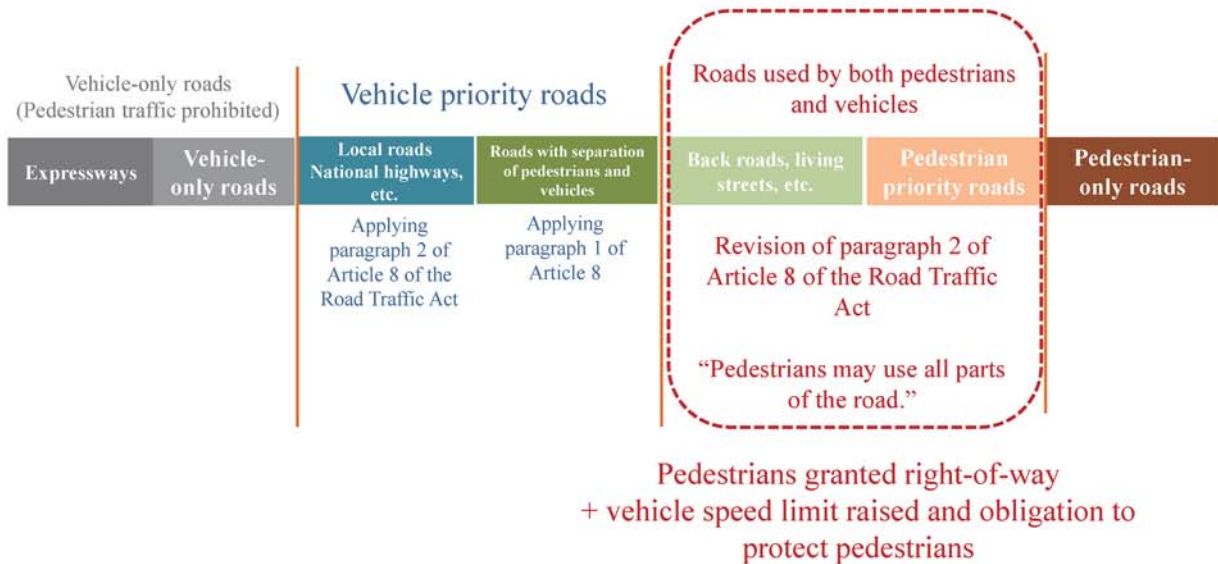 Vehicle-only roads
(Pedestrian traffic prohibited)
Vehicle priority roads
Roads used by both pedestrians
and vehicles
Expressways
Vehicle-
only roads
Local roads
National highways,
etc.
Roads with separation
of pedestrians and
vehicles
Back roads, living
streets, etc.
Pedestrian
priority roads
Pedestrian-
only roads
Applying
paragraph 2 of
Article 8 of the
Road Traffic Act
Applying
paragraph 1 of
Article 8
Revision of paragraph 2 of
Article 8 of the Road Traffic
Act
“Pedestrians may use all parts
of the road.”
Pedestrians granted right-of-way
+ vehicle speed limit raised and obligation to
protect pedestrians